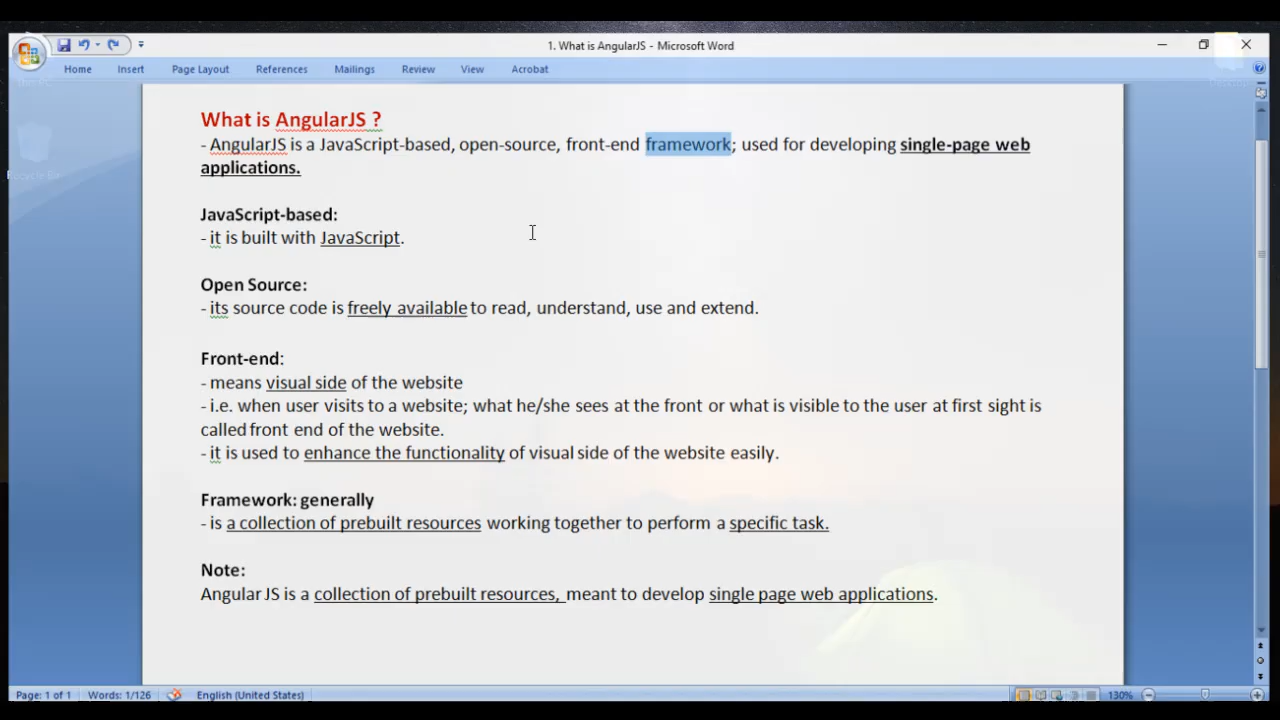 1. What is AngularJS - Microsoft Word
Home Insert Page Layout References Mailings Review View Acrobat
What is AngularJS ?
- AngularJS is a JavaScript-based, open-source, front-end framework; used for developing single-page web
applications.
JavaScript-based:
- it is built with JavaScript.
Open Source:
- its source code is freely available to read, understand, use and extend.
Front-end:
- means visual side of the website
- i.e. when user visits to a website; what he/she sees at the front or what is visible to the user at first sight is
called front end of the website.
- it is used to enhance the functionality of visual side of the website easily.
Framework: generally
- is a collection of prebuilt resources working together to perform a specific task.
Note:
Angular JS is a collection of prebuilt resources, meant to develop single page web applications.
Page: 1 of 1 Words: 1/126 English (United States) 130%